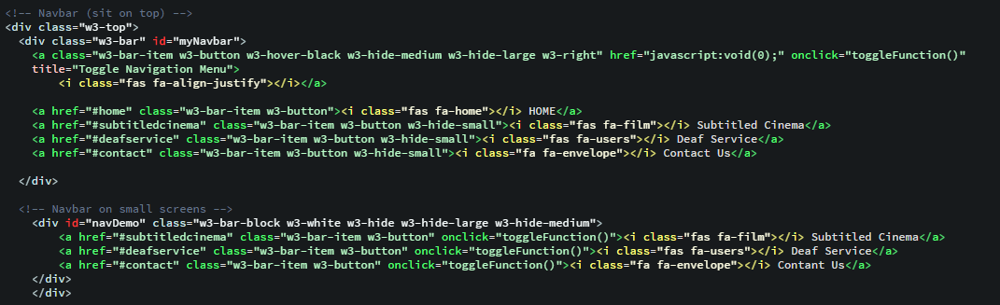 <!-- Navbar (sit on top) -->
<div class="w3-top">
<div class="w3-bar" id="myNavbar">
<a class="w3-bar-item w3-button w3-hover-black w3-hide-medium w3-hide-large w3-right" href="javascript:void(0);" onclick="toggleFunction()"
title="Toggle Navigation Menu">
<i class="fas fa-align-justify"></i></a>
<a href="#home" class="w3-bar-item w3-button"><i class="fas fa-home"></i> HOME</a>
<a href="#subtitledcinema" class="w3-bar-item w3-button w3-hide-small"><i class="fas fa-film"></i> Subtitled Cinema</a>
<a href="#deafservice" class="w3-bar-item w3-button w3-hide-small"><i class="fas fa-users"></i> Deaf Service</a>
<a href="#contact" class="w3-bar-item w3-button w3-hide-small"><i class="fa fa-envelope"></i> Contact Us</a>
</div>
<!-- Navbar on small screens -->
<div id="navDemo" class="w3-bar-block w3-white w3-hide w3-hide-large w3-hide-medium">
<a href="#subtitledcinema" class="w3-bar-item w3-button" onclick="toggleFunction()"><i class="fas fa-film"></i> Subtitled Cinema</a>
<a href="#deafservice" class="w3-bar-item w3-button" onclick="toggleFunction()"><i class="fas fa-users"></i> Deaf Service</a>
<a href="#contact" class="w3-bar-item w3-button" onclick="toggleFunction()"><i class="fa fa-envelope"></i> Contant Us</a>
</div>
</div>